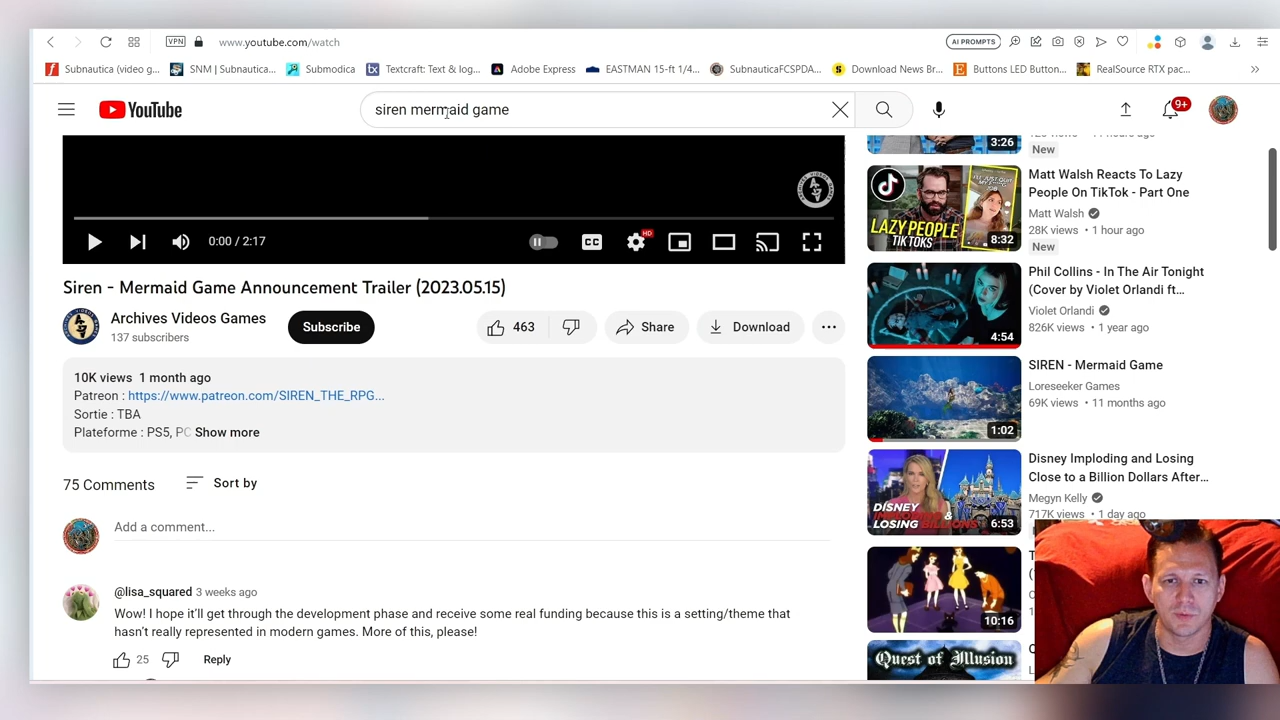 VPN
www.youtube.com/watch
AI PROMPTS
Subnautica (video g...
SNM | Subnautica...
Submodica
Textcraft: Text & log...
Adobe Express
EASTMAN 15-ft 1/4...
SubnauticaFCSPDA...
Download News Br...
Buttons LED Button...
RealSource RTX pac...
YouTube
siren mermaid game
9+
0:00 / 2:17
CC
HD
Siren - Mermaid Game Announcement Trailer (2023.05.15)
Archives Videos Games
137 subscribers
Subscribe
463
Share
Download
10K views 1 month ago
Patreon : https://www.patreon.com/SIREN_THE_RPG...
Sortie : TBA
Plateforme : PS5, PC Show more
75 Comments
Sort by
Add a comment...
@lisa_squared 3 weeks ago
Wow! I hope it'll get through the development phase and receive some real funding because this is a setting/theme that
hasn't really represented in modern games. More of this, please!
25
Reply
3:26
New
LAZY PEOPLE
TIKTOKS
8:32
Matt Walsh Reacts To Lazy
People On TikTok - Part One
Matt Walsh
28K views • 1 hour ago
New
4:54
Phil Collins - In The Air Tonight
(Cover by Violet Orlandi ft...
Violet Orlandi
826K views • 1 year ago
1:02
SIREN - Mermaid Game
Loreseeker Games
69K views • 11 months ago
DISNEY
IMPLODING &
LOSING BILLIONS
6:53
Disney Imploding and Losing
Close to a Billion Dollars After...
Megyn Kelly
717K views • 1 day ago
10:16
Quest of Illusion